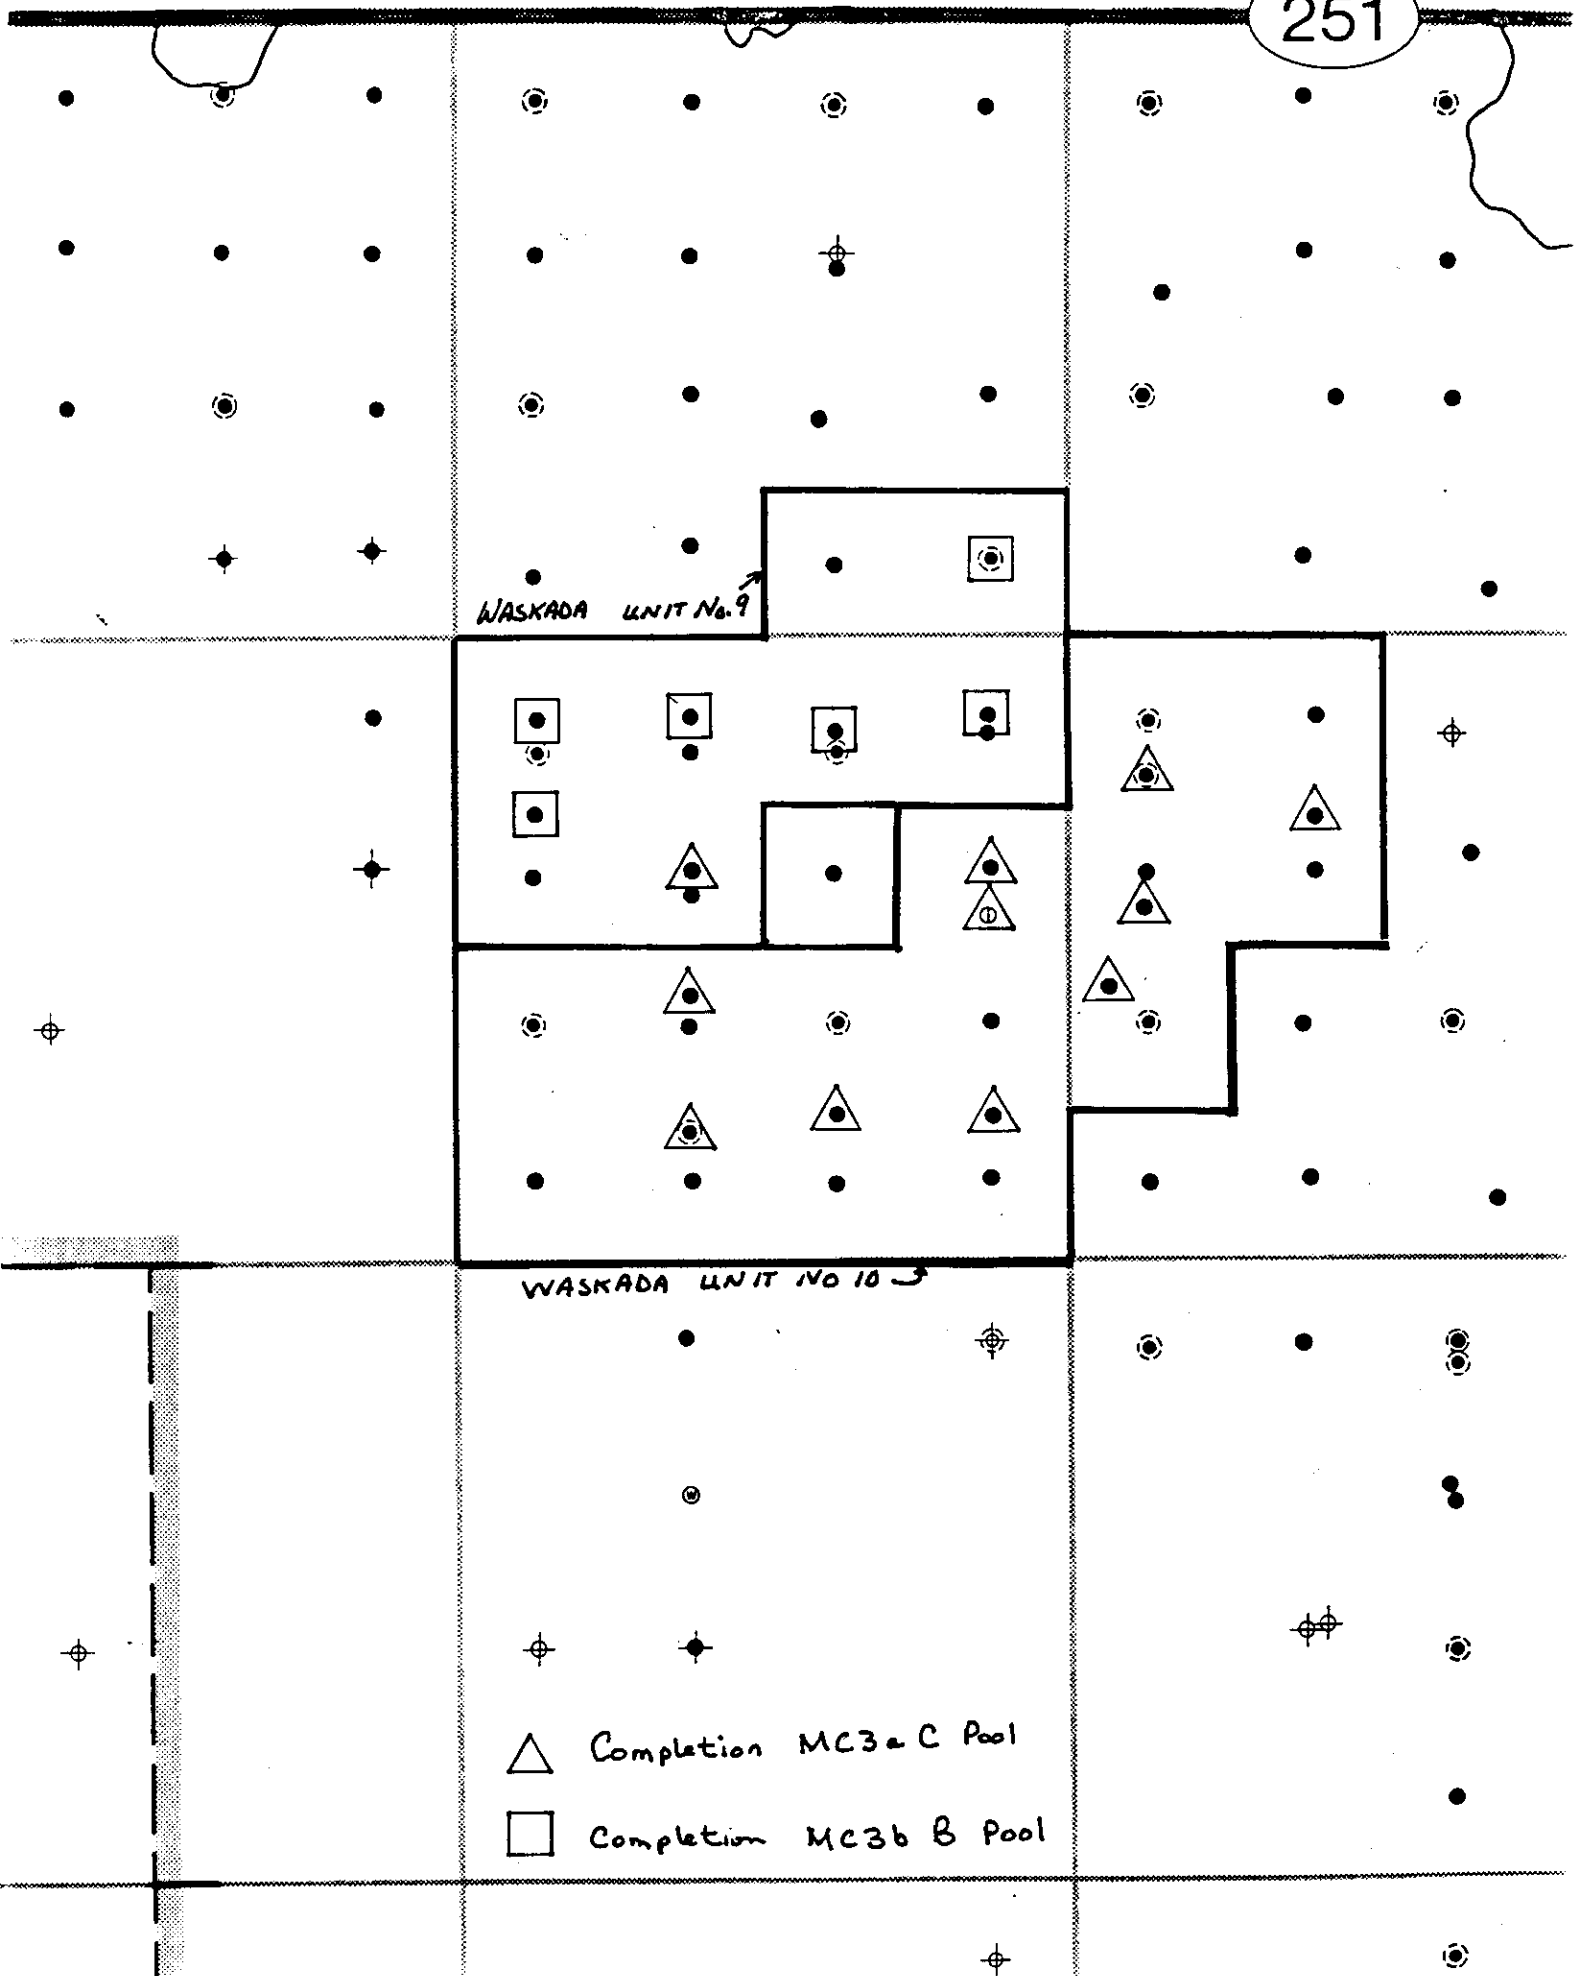 251
WASKADA UNIT No. 9
WASKADA UNIT NO 10
W
Completion MC3a C Pool
Completion MC3b B Pool